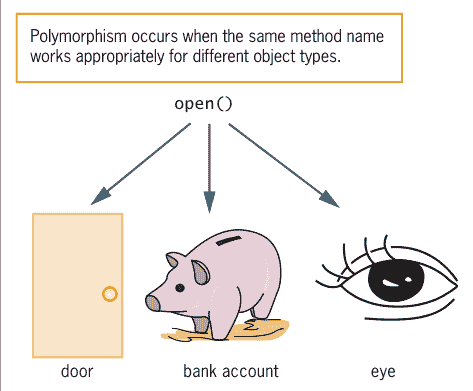 Polymorphism occurs when the same method name
works appropriately for different object types.
open()
door
bank account
eye